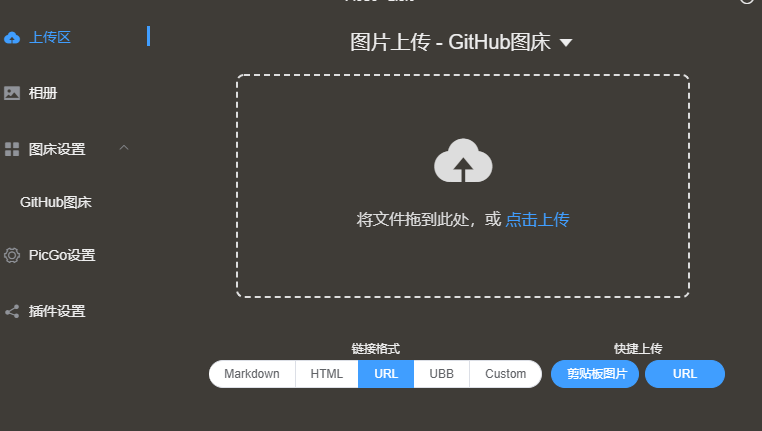 上传区
图片上传 - GitHub图床
相册
图床设置
GitHub图床
将文件拖到此处，或 点击上传
PicGo设置
插件设置
链接格式
快捷上传
Markdown HTML URL UBB Custom
剪贴板图片 URL